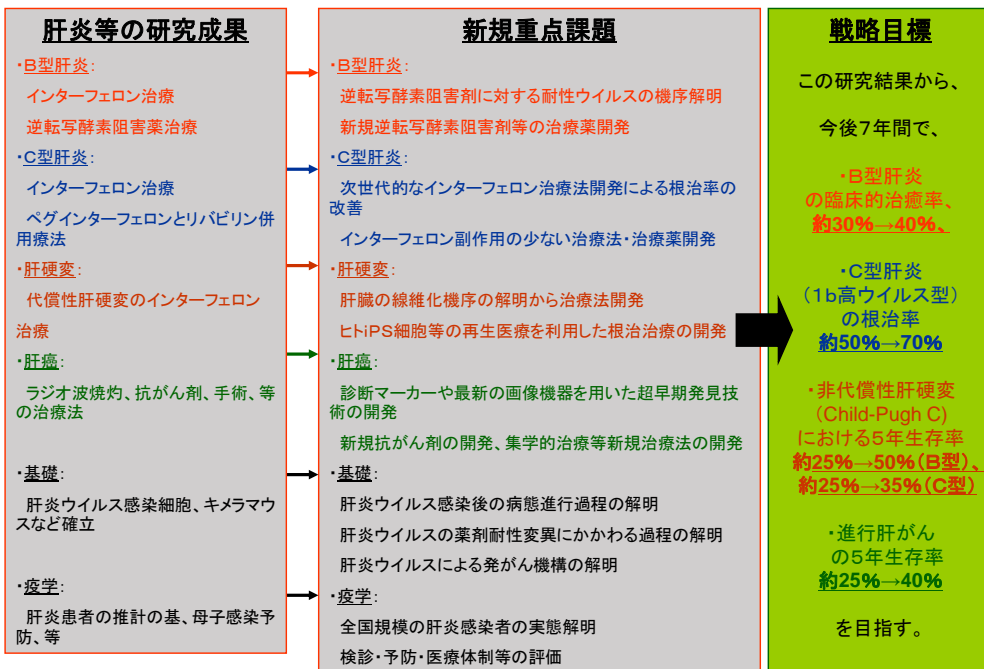 肝炎等の研究成果
・B型肝炎:
インターフェロン治療
逆転写酵素阻害薬治療
・C型肝炎:
インターフェロン治療
ペグインターフェロンとリバビリン併
用療法
・肝硬変:
代償性肝硬変のインターフェロン
治療
・肝癌:
ラジオ波焼灼、抗がん剤、手術、等
の治療法
・基礎:
肝炎ウイルス感染細胞、キメラマウ
スなど確立
・疫学:
肝炎患者の推計の基、母子感染予
防、等
新規重点課題
・B型肝炎:
逆転写酵素阻害剤に対する耐性ウイルスの機序解明
新規逆転写酵素阻害剤等の治療薬開発
・C型肝炎:
次世代的なインターフェロン治療法開発による根治率の
改善
インターフェロン副作用の少ない治療法・治療薬開発
・肝硬変:
肝臓の線維化機序の解明から治療法開発
ヒトiPS細胞等の再生医療を利用した根治治療の開発
・肝癌:
診断マーカーや最新の画像機器を用いた超早期発見技
術の開発
新規抗がん剤の開発、集学的治療等新規治療法の開発
・基礎:
肝炎ウイルス感染後の病態進行過程の解明
肝炎ウイルスの薬剤耐性変異にかかわる過程の解明
肝炎ウイルスによる発がん機構の解明
・疫学:
全国規模の肝炎感染者の実態解明
検診・予防・医療体制等の評価
戦略目標
この研究結果から、
今後7年間で、
・B型肝炎
の臨床的治癒率、
約30%→40%、
・C型肝炎
(1b高ウイルス型)
の根治率
約50%→70%
・非代償性肝硬変
(Child-Pugh C)
における5年生存率
約25%→50%(B型)、
約25%→35%(C型)
・進行肝がん
の5年生存率
約25%→40%
を目指す。